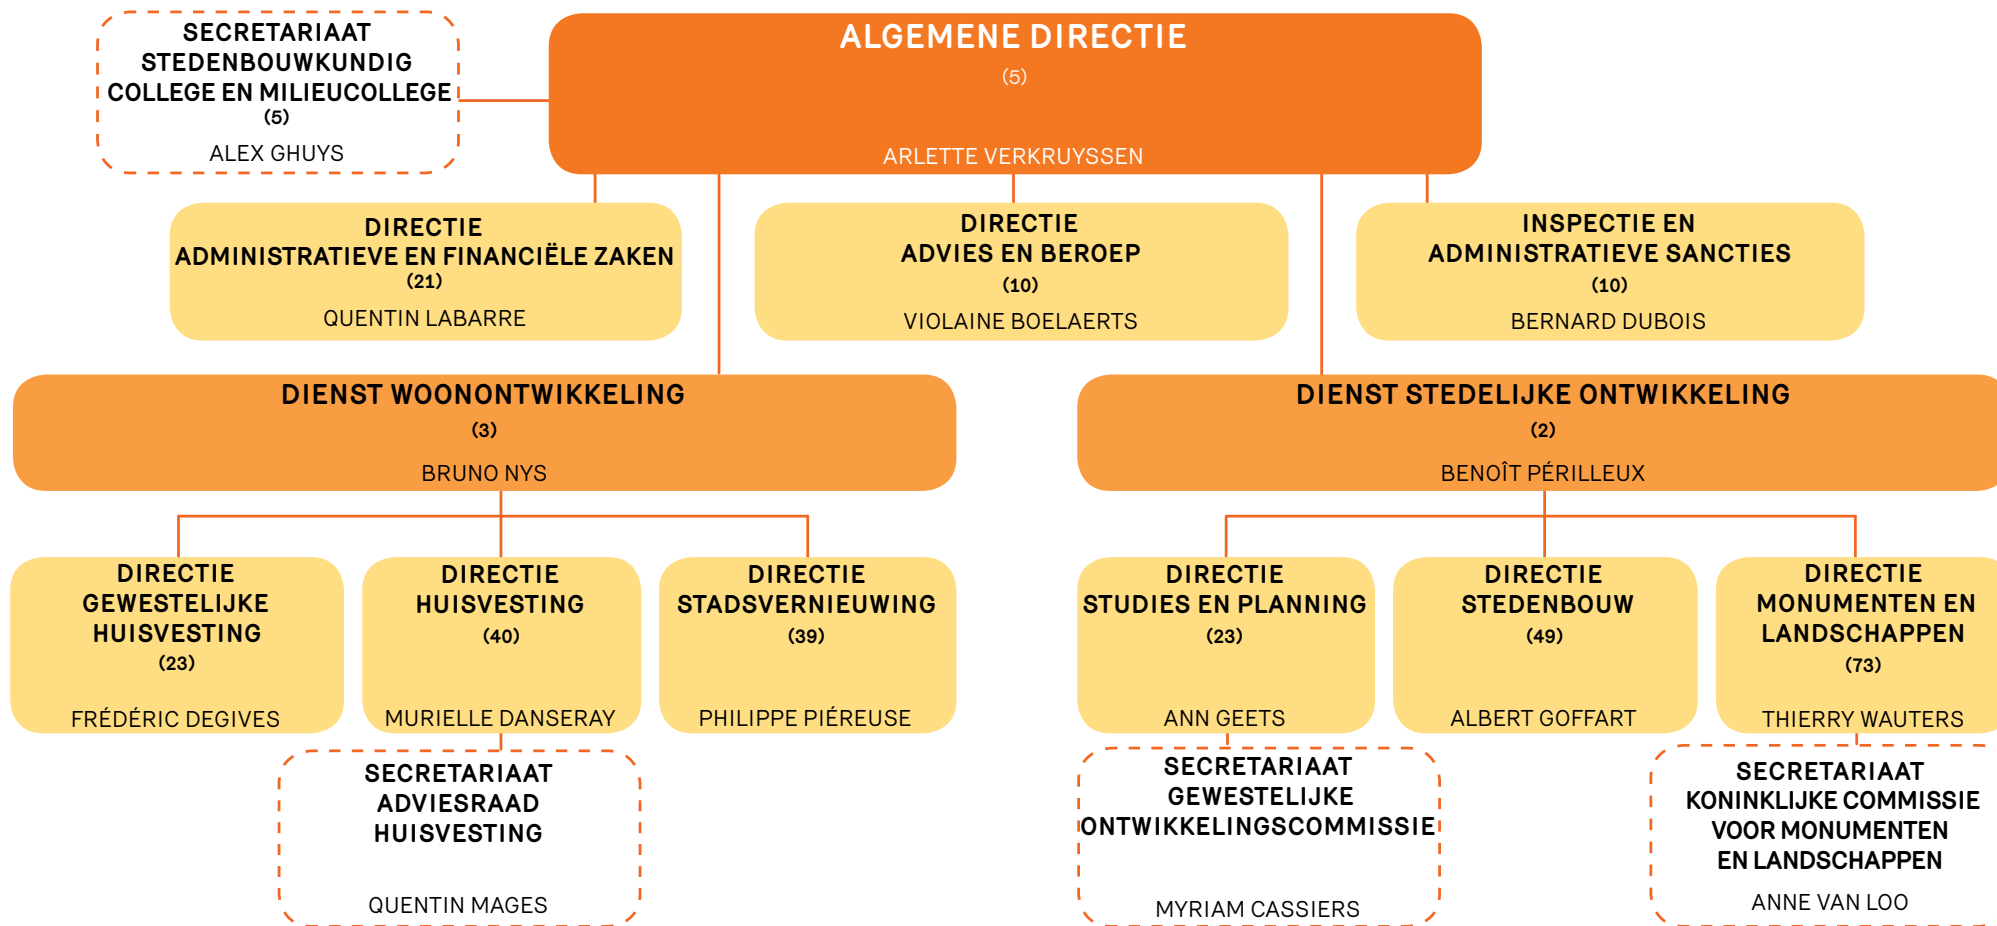 SECRETARIAAT
STEDENBOUWKUNDIG
COLLEGE EN MILIEUCOLLEGE
(5)
ALEX GHUYS
ALGEMENE DIRECTIE
(5)
ARLETTE VERKRUYSSEN
DIRECTIE
ADMINISTRATIEVE EN FINANCIËLE ZAKEN
(21)
QUENTIN LABARRE
DIRECTIE
ADVIES EN BEROEP
(10)
VIOLAINE BOELAERTS
INSPECTIE EN
ADMINISTRATIEVE SANCTIES
(10)
BERNARD DUBOIS
DIENST WOONONTWIKKELING
(3)
BRUNO NYS
DIENST STEDELIJKE ONTWIKKELING
(2)
BENOÎT PÉRILLEUX
DIRECTIE
GEWESTELIJKE
HUISVESTING
(23)
FRÉDÉRIC DEGIVES
DIRECTIE
HUISVESTING
(40)
MURIELLE DANSERAY
DIRECTIE
STADSVERNIEUWING
(39)
PHILIPPE PIÉREUSE
DIRECTIE
STUDIES EN PLANNING
(23)
ANN GEETS
DIRECTIE
STEDENBOUW
(49)
ALBERT GOFFART
DIRECTIE
MONUMENTEN EN
LANDSCHAPPEN
(73)
THIERRY WAUTERS
SECRETARIAAT
ADVIESRAAD
HUISVESTING
QUENTIN MAGES
SECRETARIAAT
GEWESTELIJKE
ONTWIKKELINGSCOMMISSIE
MYRIAM CASSIERS
SECRETARIAAT
KONINKLIJKE COMMISSIE
VOOR MONUMENTEN
EN LANDSCHAPPEN
ANNE VAN LOO